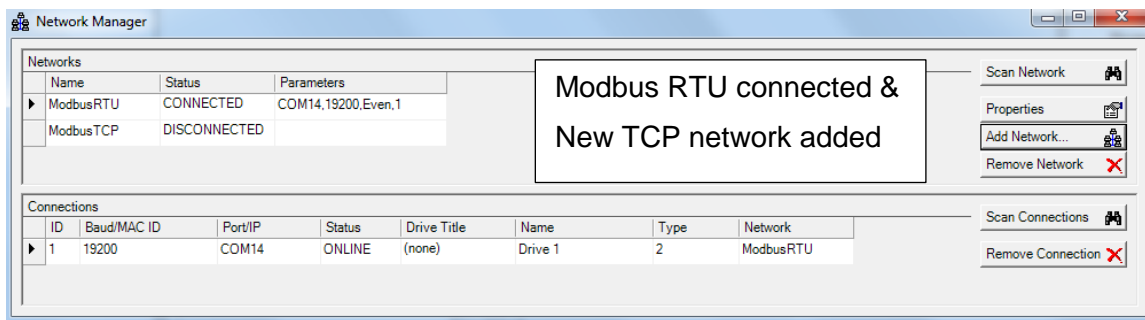 Network Manager
Networks
Name Status Parameters
ModbusRTU CONNECTED COM14,19200,Even,1
ModbusTCP DISCONNECTED
Modbus RTU connected &
New TCP network added
Scan Network
Properties
Add Network...
Remove Network
Connections
ID Baud/MAC ID Port/IP Status Drive Title Name Type Network
1 19200 COM14 ONLINE (none) Drive 1 2 ModbusRTU
Scan Connections
Remove Connection